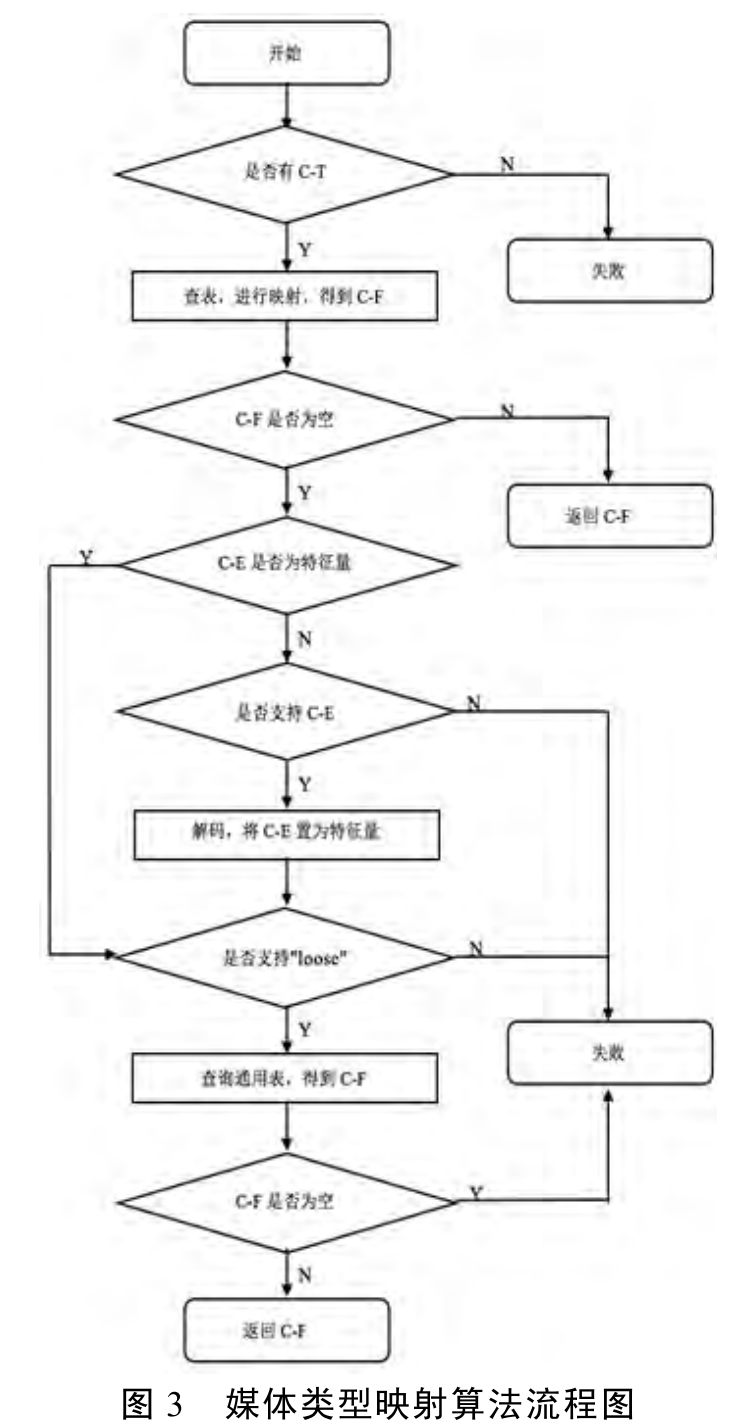 开始
是否有 C-T
N
Y
失败
查表，进行映射，得到 C-F
C-F 是否为空
N
Y
返回 C-F
C-E 是否为特征量
Y
N
是否支持 C-E
N
Y
解码，将 C-E 置为特征量
是否支持"loose"
N
Y
失败
查询通用表，得到 C-F
C-F 是否为空
Y
N
返回 C-F
图 3 媒体类型映射算法流程图